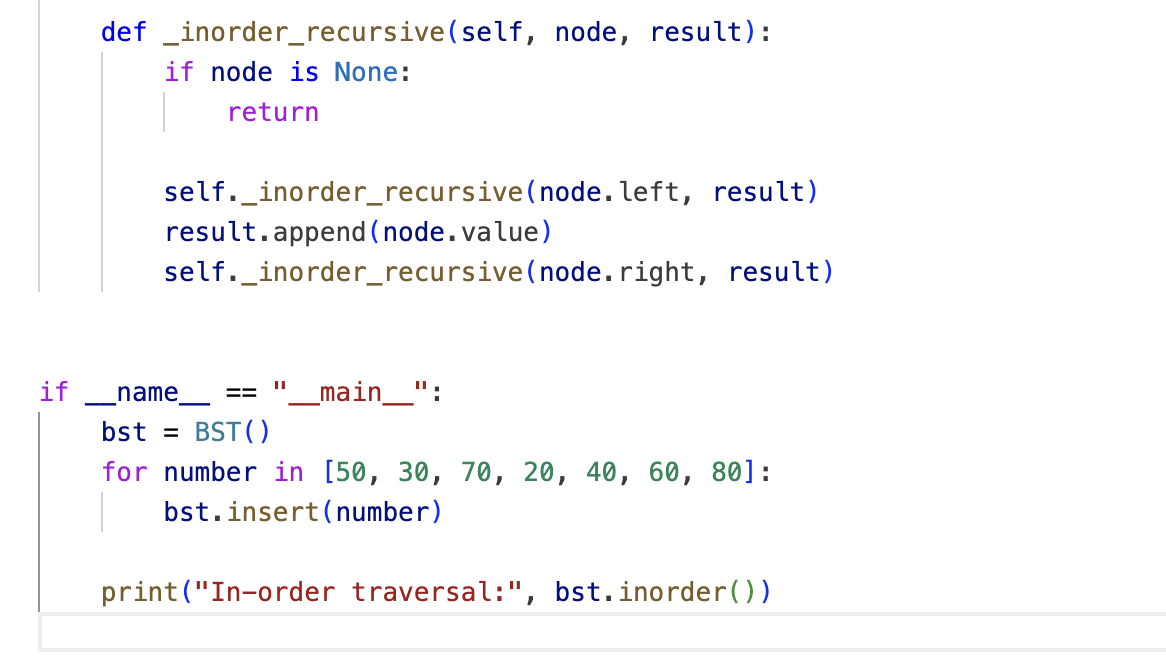 def _inorder_recursive(self, node, result):
        if node is None:
            return

        self._inorder_recursive(node.left, result)
        result.append(node.value)
        self._inorder_recursive(node.right, result)


if __name__ == "__main__":
    bst = BST()
    for number in [50, 30, 70, 20, 40, 60, 80]:
        bst.insert(number)

    print("In-order traversal:", bst.inorder())